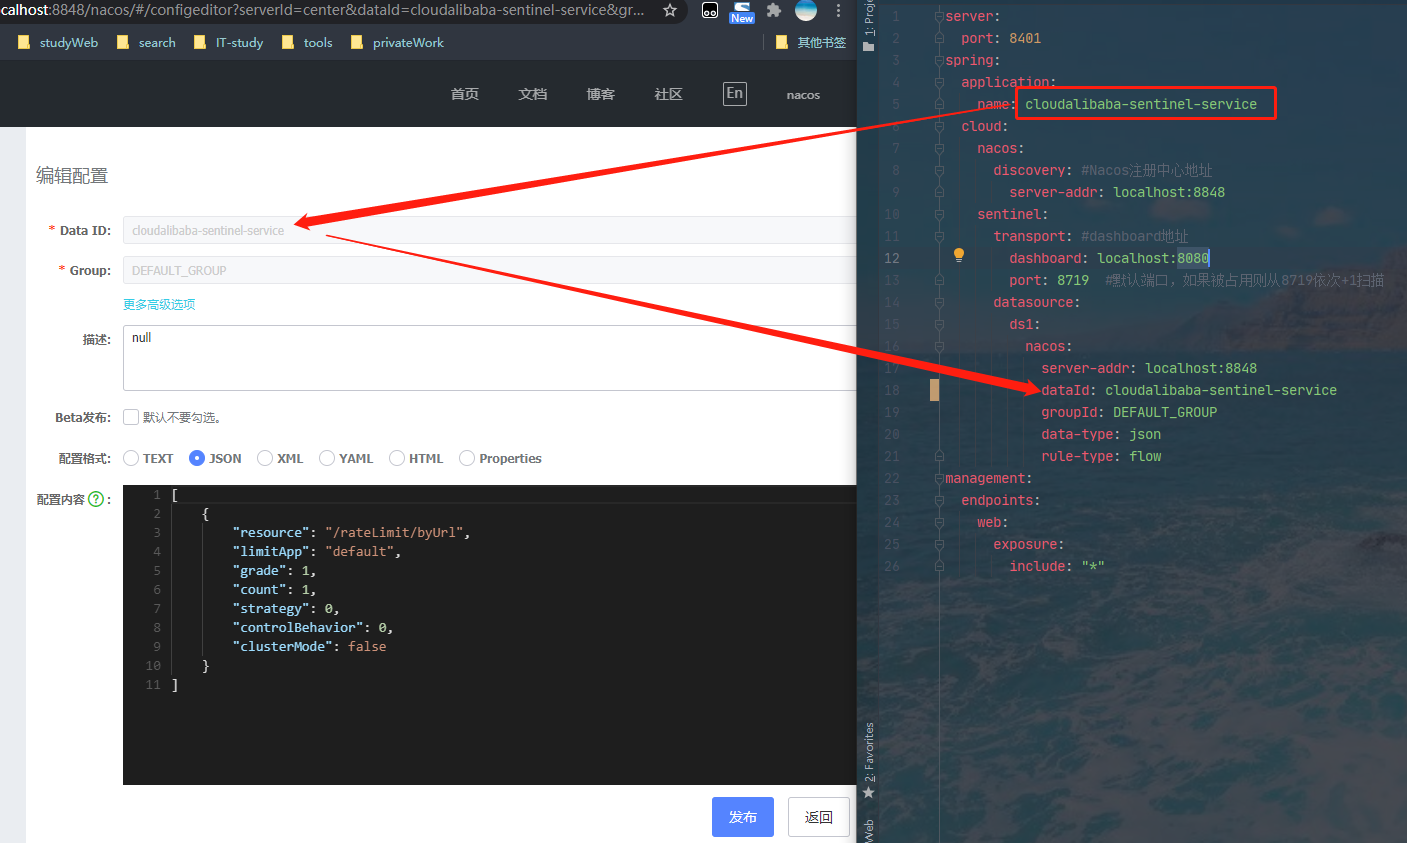 calhost:8848/nacos/#/configeditor?serverId=center&dataId=cloudalibaba-sentinel-service&gr...
New
studyWeb search IT-study tools privateWork 其他书签
首页 文档 博客 社区 En nacos
编辑配置
* Data ID: cloudalibaba-sentinel-service
* Group: DEFAULT_GROUP
更多高级选项
描述: null
Beta发布: 默认不要勾选。
配置格式: TEXT JSON XML YAML HTML Properties
配置内容 ? :
1 [
2 {
3 "resource": "/rateLimit/byUrl",
4 "limitApp": "default",
5 "grade": 1,
6 "count": 1,
7 "strategy": 0,
8 "controlBehavior": 0,
9 "clusterMode": false
10 }
11 ]
发布 返回
1: Proje
2: Favorites
Web
1 server:
2 port: 8401
3 spring:
4 application:
5 name: cloudalibaba-sentinel-service
6 cloud:
7 nacos:
8 discovery: #Nacos注册中心地址
9 server-addr: localhost:8848
10 sentinel:
11 transport: #dashboard地址
12 dashboard: localhost:8080
13 port: 8719 #默认端口，如果被占用则从8719依次+1扫描
14 datasource:
15 ds1:
16 nacos:
17 server-addr: localhost:8848
18 dataId: cloudalibaba-sentinel-service
19 groupId: DEFAULT_GROUP
20 data-type: json
21 rule-type: flow
22 management:
23 endpoints:
24 web:
25 exposure:
26 include: "*"